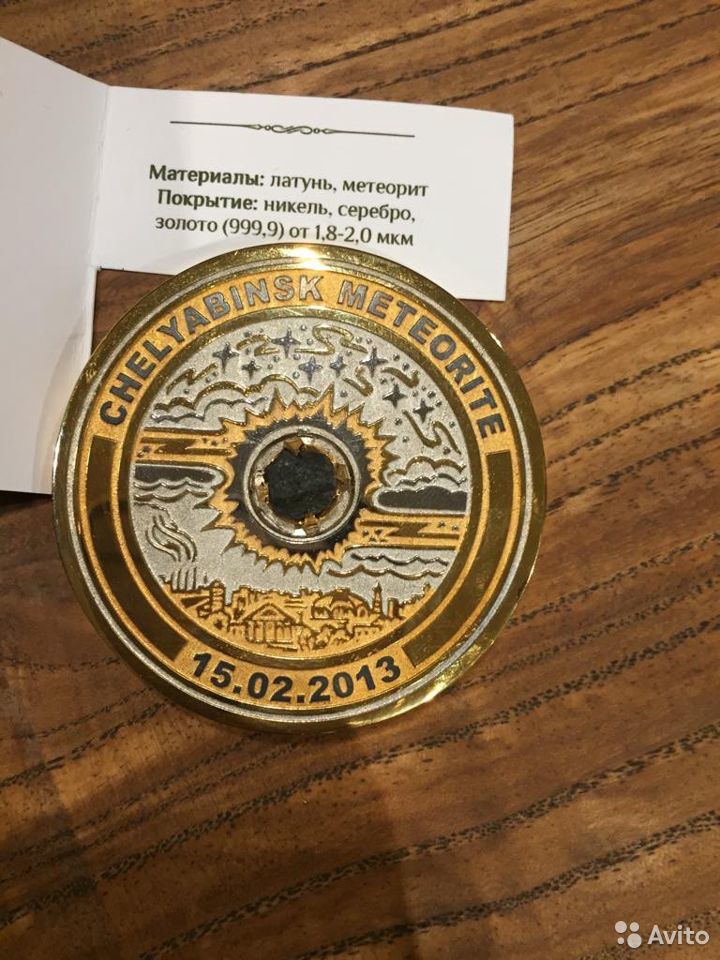 Материалы: латунь, метеорит
Покрытие: никель, серебро,
золото (999,9) от 1,8-2,0 мкм
CHELYABINSK METEORITE
15.02.2013
Avito